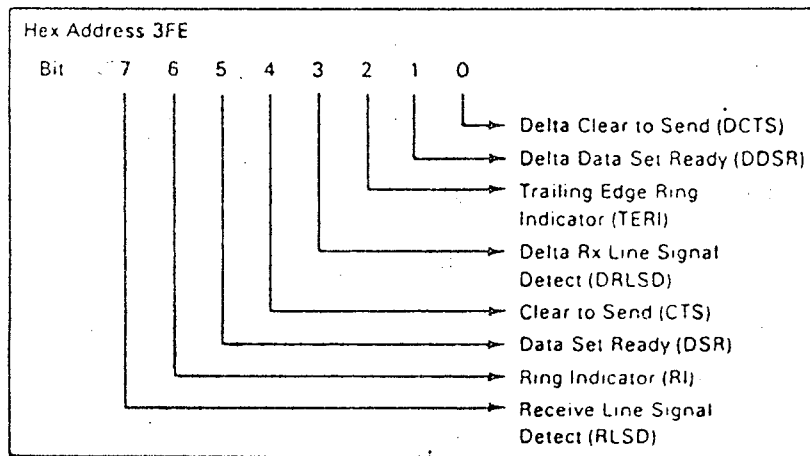 Hex Address 3FE
Bit 7 6 5 4 3 2 1 0
Delta Clear to Send (DCTS)
Delta Data Set Ready (DDSR)
Trailing Edge Ring
Indicator (TERI)
Delta Rx Line Signal
Detect (DRLSD)
Clear to Send (CTS)
Data Set Ready (DSR)
Ring Indicator (RI)
Receive Line Signal
Detect (RLSD)